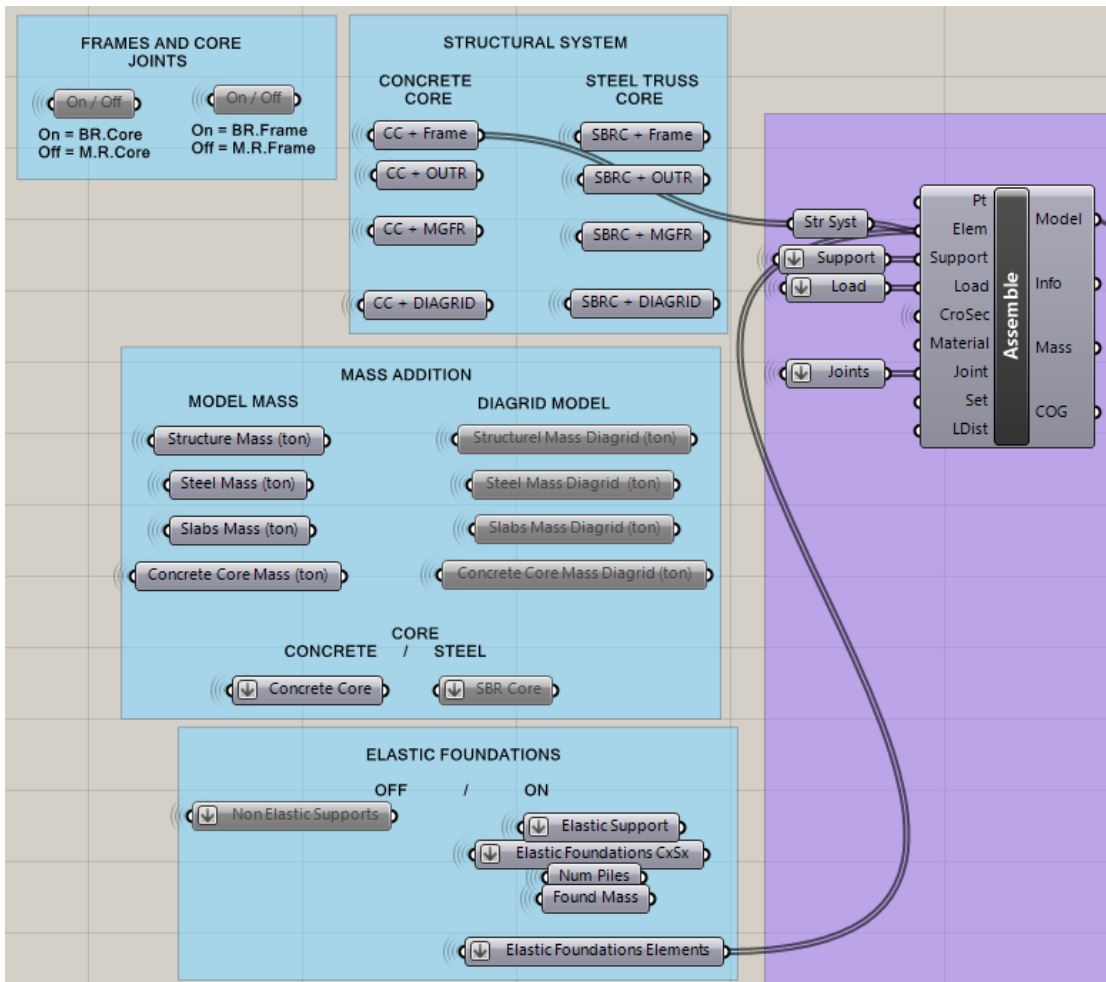 FRAMES AND CORE
JOINTS
On / Off
On / Off
On = BR.Core
Off = M.R.Core
On = BR.Frame
Off = M.R.Frame
STRUCTURAL SYSTEM
CONCRETE
CORE
STEEL TRUSS
CORE
CC + Frame
SBRC + Frame
CC + OUTR
SBRC + OUTR
CC + MGFR
SBRC + MGFR
CC + DIAGRID
SBRC + DIAGRID
MASS ADDITION
MODEL MASS
DIAGRID MODEL
Structure Mass (ton)
Structurel Mass Diagrid (ton)
Steel Mass (ton)
Steel Mass Diagrid (ton)
Slabs Mass (ton)
Slabs Mass Diagrid (ton)
Concrete Core Mass (ton)
Concrete Core Mass Diagrid (ton)
CORE
CONCRETE / STEEL
Concrete Core
SBR Core
ELASTIC FOUNDATIONS
OFF / ON
Non Elastic Supports
Elastic Support
Elastic Foundations CxSx
Num Piles
Found Mass
Elastic Foundations Elements
Str Syst
Support
Load
Joints
Pt
Elem
Support
Load
CroSec
Material
Joint
Set
LDist
Assemble
Model
Info
Mass
COG